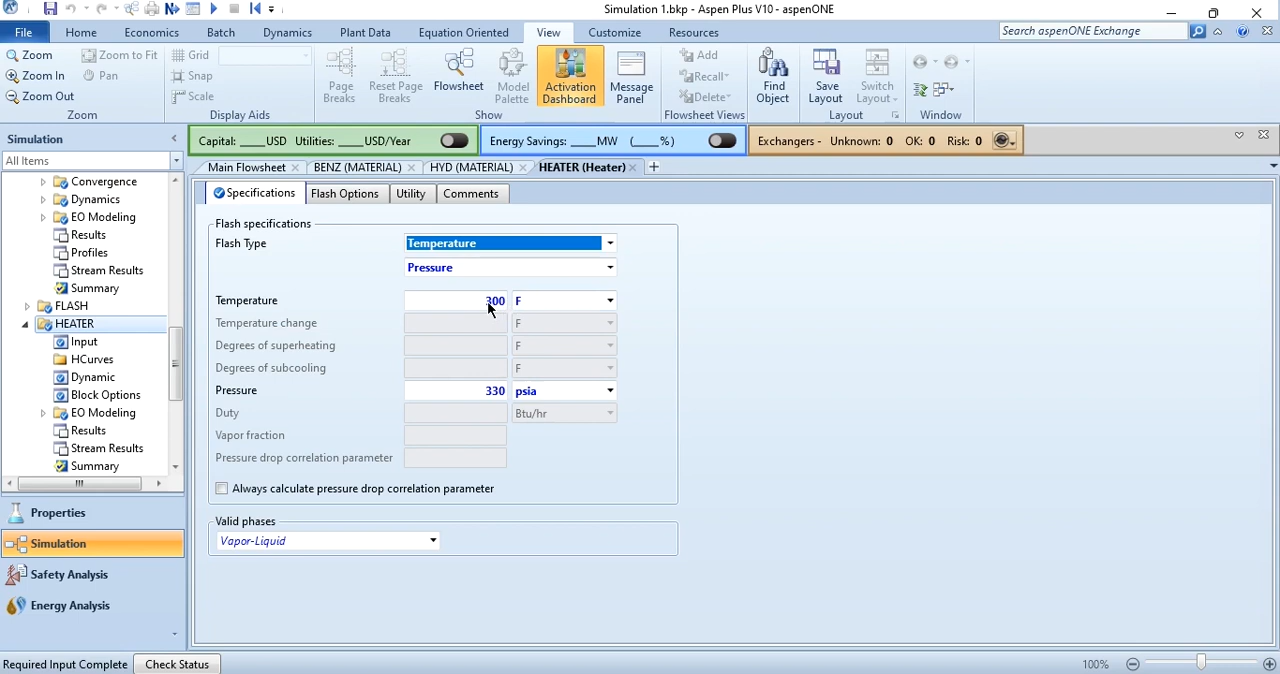 Simulation 1.bkp - Aspen Plus V10 - aspenONE
File Home Economics Batch Dynamics Plant Data Equation Oriented View Customize Resources Search aspenONE Exchange
Zoom
Zoom In
Zoom Out
Zoom to Fit
Pan
Zoom
Grid
Snap
Scale
Display Aids
Page Breaks
Reset Page Breaks
Flowsheet
Model Palette
Activation Dashboard
Message Panel
Show
Add
Recall
Delete
Flowsheet Views
Find Object
Save Layout
Switch Layout
Layout
Window
Simulation
All Items
Capital: ____ USD Utilities: ____ USD/Year
Energy Savings: ____ MW (____ %)
Exchangers - Unknown: 0 OK: 0 Risk: 0
Main Flowsheet BENZ (MATERIAL) HYD (MATERIAL) HEATER (Heater)
Convergence
Dynamics
EO Modeling
Results
Profiles
Stream Results
Summary
FLASH
HEATER
Input
HCurves
Dynamic
Block Options
EO Modeling
Results
Stream Results
Summary
Properties
Simulation
Safety Analysis
Energy Analysis
Specifications Flash Options Utility Comments
Flash specifications
Flash Type Temperature
Pressure
Temperature 300 F
Temperature change F
Degrees of superheating F
Degrees of subcooling F
Pressure 330 psia
Duty Btu/hr
Vapor fraction
Pressure drop correlation parameter
Always calculate pressure drop correlation parameter
Valid phases
Vapor-Liquid
Required Input Complete Check Status 100%